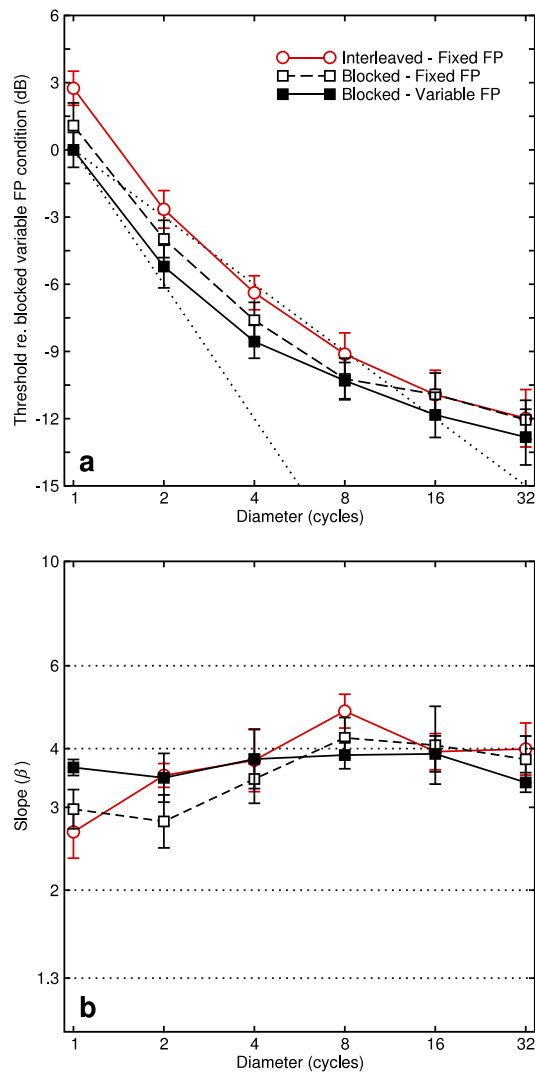 6
3
0
-3
-6
-9
-12
-15
Threshold re. blocked variable FP condition (dB)
Interleaved - Fixed FP
Blocked - Fixed FP
Blocked - Variable FP
a
1 2 4 8 16 32
Diameter (cycles)
10
6
4
3
2
1.3
Slope (β)
b
1 2 4 8 16 32
Diameter (cycles)